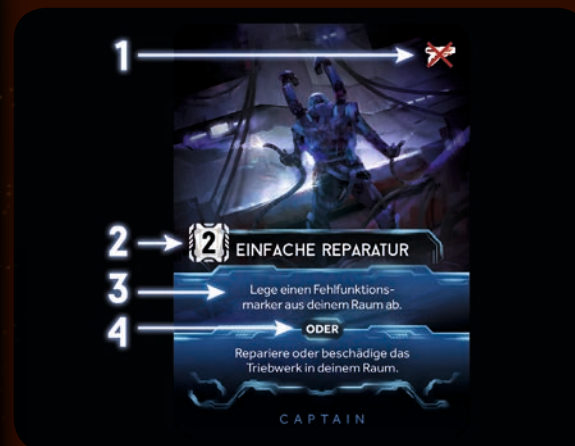 1
2
2 EINFACHE REPARATUR
3
Lege einen Fehlfunktions-
marker aus deinem Raum ab.
4
ODER
Repariere oder beschädige das
Triebwerk in deinem Raum.
CAPTAIN